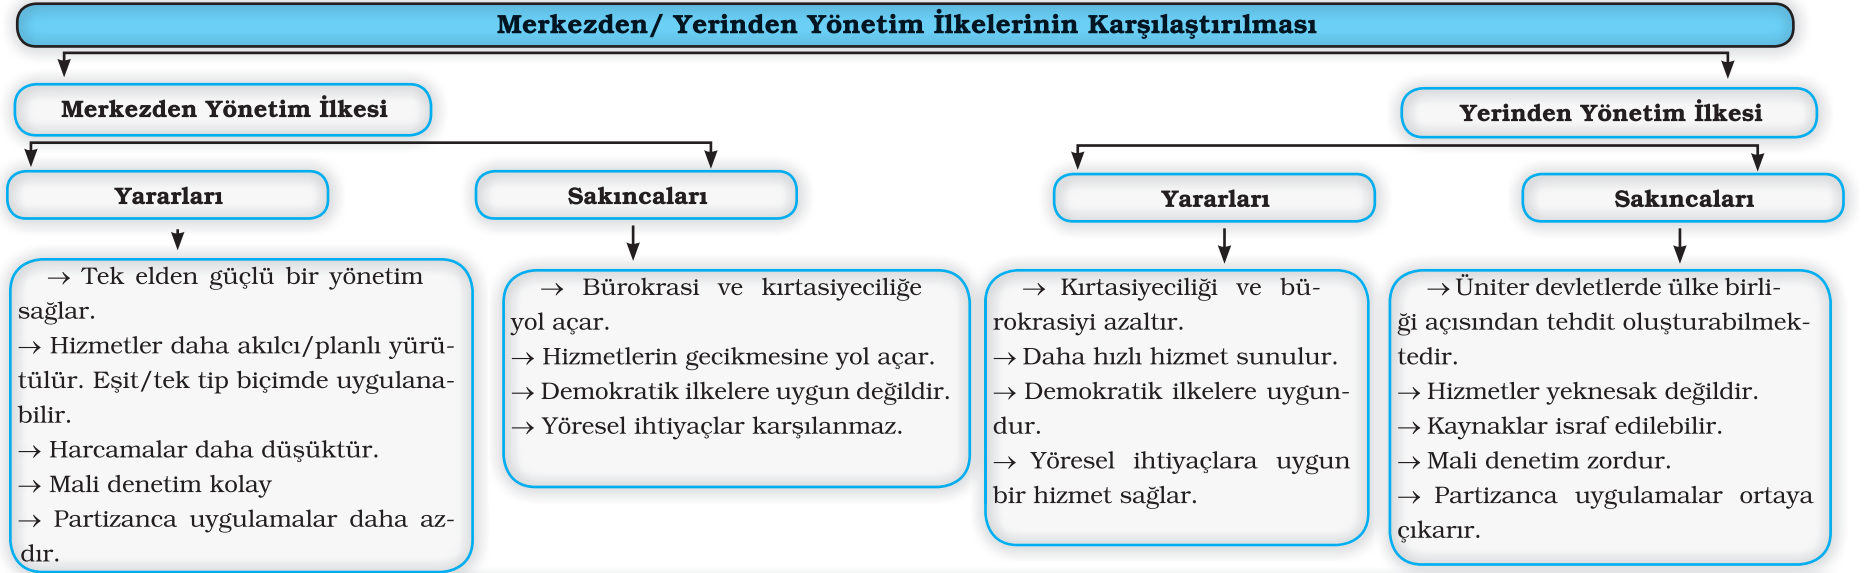 Merkezden/ Yerinden Yönetim İlkelerinin Karşılaştırılması
Merkezden Yönetim İlkesi
Yararları
→ Tek elden güçlü bir yönetim
sağlar.
→ Hizmetler daha akılcı/planlı yürü-
tülür. Eşit/tek tip biçimde uygulana-
bilir.
→ Harcamalar daha düşüktür.
→ Mali denetim kolay
→ Partizanca uygulamalar daha az-
dır.
Sakıncaları
→ Bürokrasi ve kırtasiyeciliğe
yol açar.
→ Hizmetlerin gecikmesine yol açar.
→ Demokratik ilkelere uygun değildir.
→ Yöresel ihtiyaçlar karşılanmaz.
Yerinden Yönetim İlkesi
Yararları
→ Kırtasiyeciliği ve bü-
rokrasiyi azaltır.
→ Daha hızlı hizmet sunulur.
→ Demokratik ilkelere uygun-
dur.
→ Yöresel ihtiyaçlara uygun
bir hizmet sağlar.
Sakıncaları
→ Üniter devletlerde ülke birli-
ği açısından tehdit oluşturabilmek-
tedir.
→ Hizmetler yeknesak değildir.
→ Kaynaklar israf edilebilir.
→ Mali denetim zordur.
→ Partizanca uygulamalar ortaya
çıkarır.